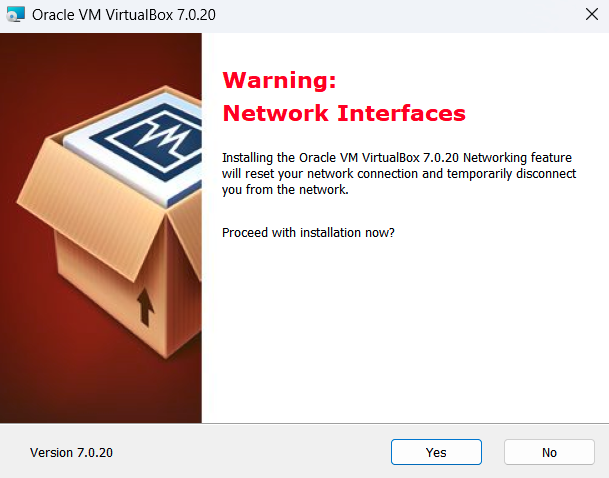 Oracle VM VirtualBox 7.0.20
Warning:
Network Interfaces
Installing the Oracle VM VirtualBox 7.0.20 Networking feature
will reset your network connection and temporarily disconnect
you from the network.
Proceed with installation now?
Version 7.0.20
Yes
No